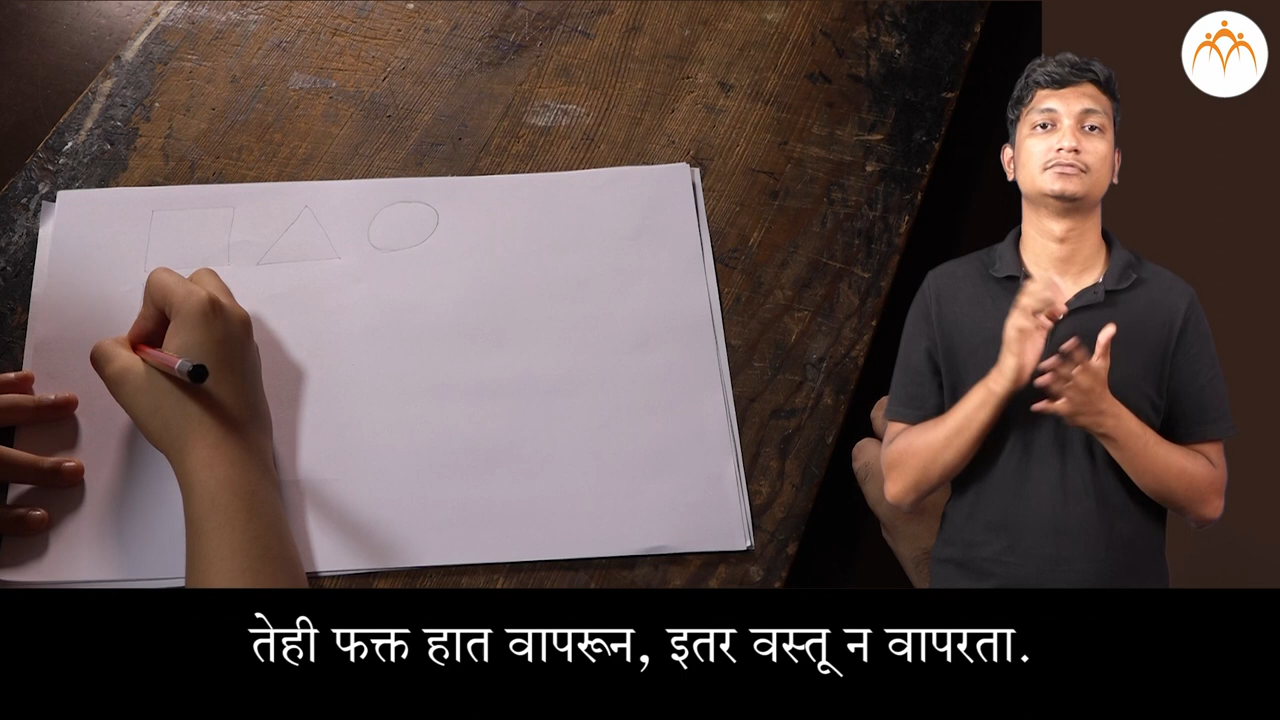 तेही फक्त हात वापरून, इतर वस्तू न वापरता.